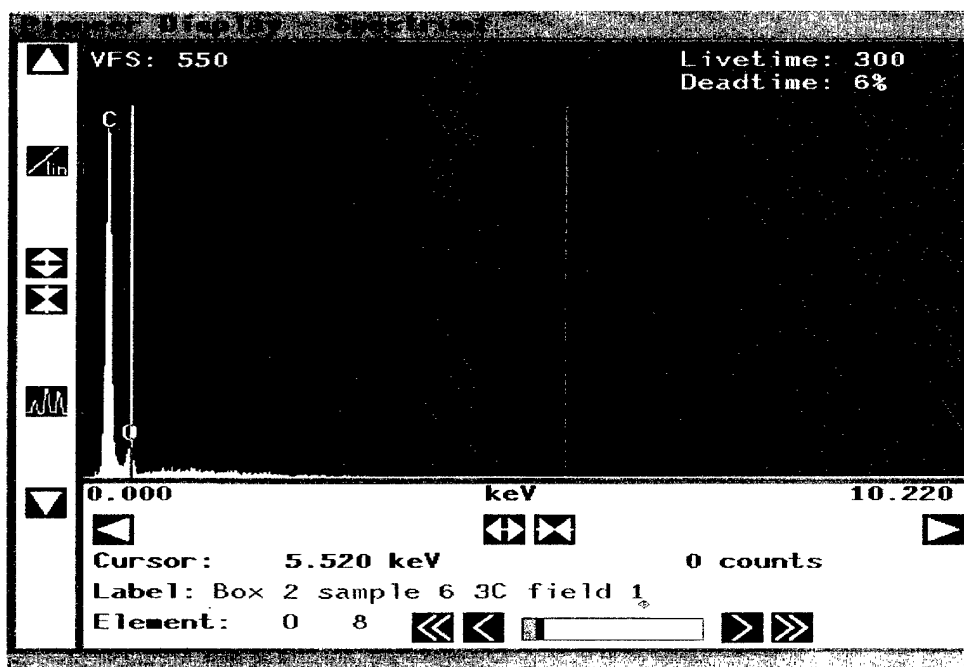 VFS: 550
Livetime: 300
Deadtime: 6%
C
O
lin
0.000 keV 10.220
Cursor: 5.520 keV 0 counts
Label: Box 2 sample 6 3C field 1
Element: O 8